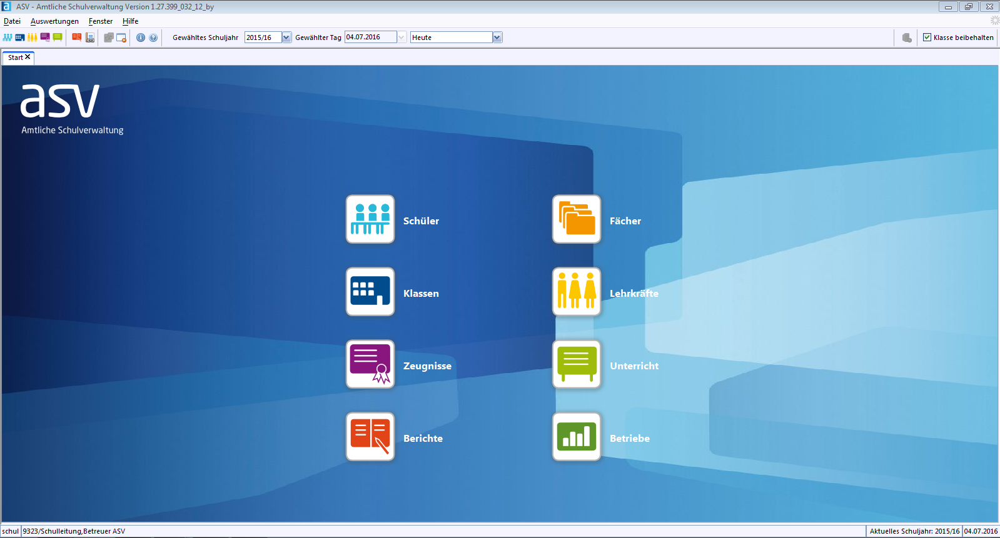 ASV - Amtliche Schulverwaltung Version 1.27.399_032_12_by
Datei Auswertungen Fenster Hilfe
Gewähltes Schuljahr 2015/16 Gewählter Tag 04.07.2016 Heute Klasse beibehalten
Start
asv
Amtliche Schulverwaltung
Schüler Fächer
Klassen Lehrkräfte
Zeugnisse Unterricht
Berichte Betriebe
schul 9323/Schulleitung,Betreuer ASV Aktuelles Schuljahr: 2015/16 04.07.2016